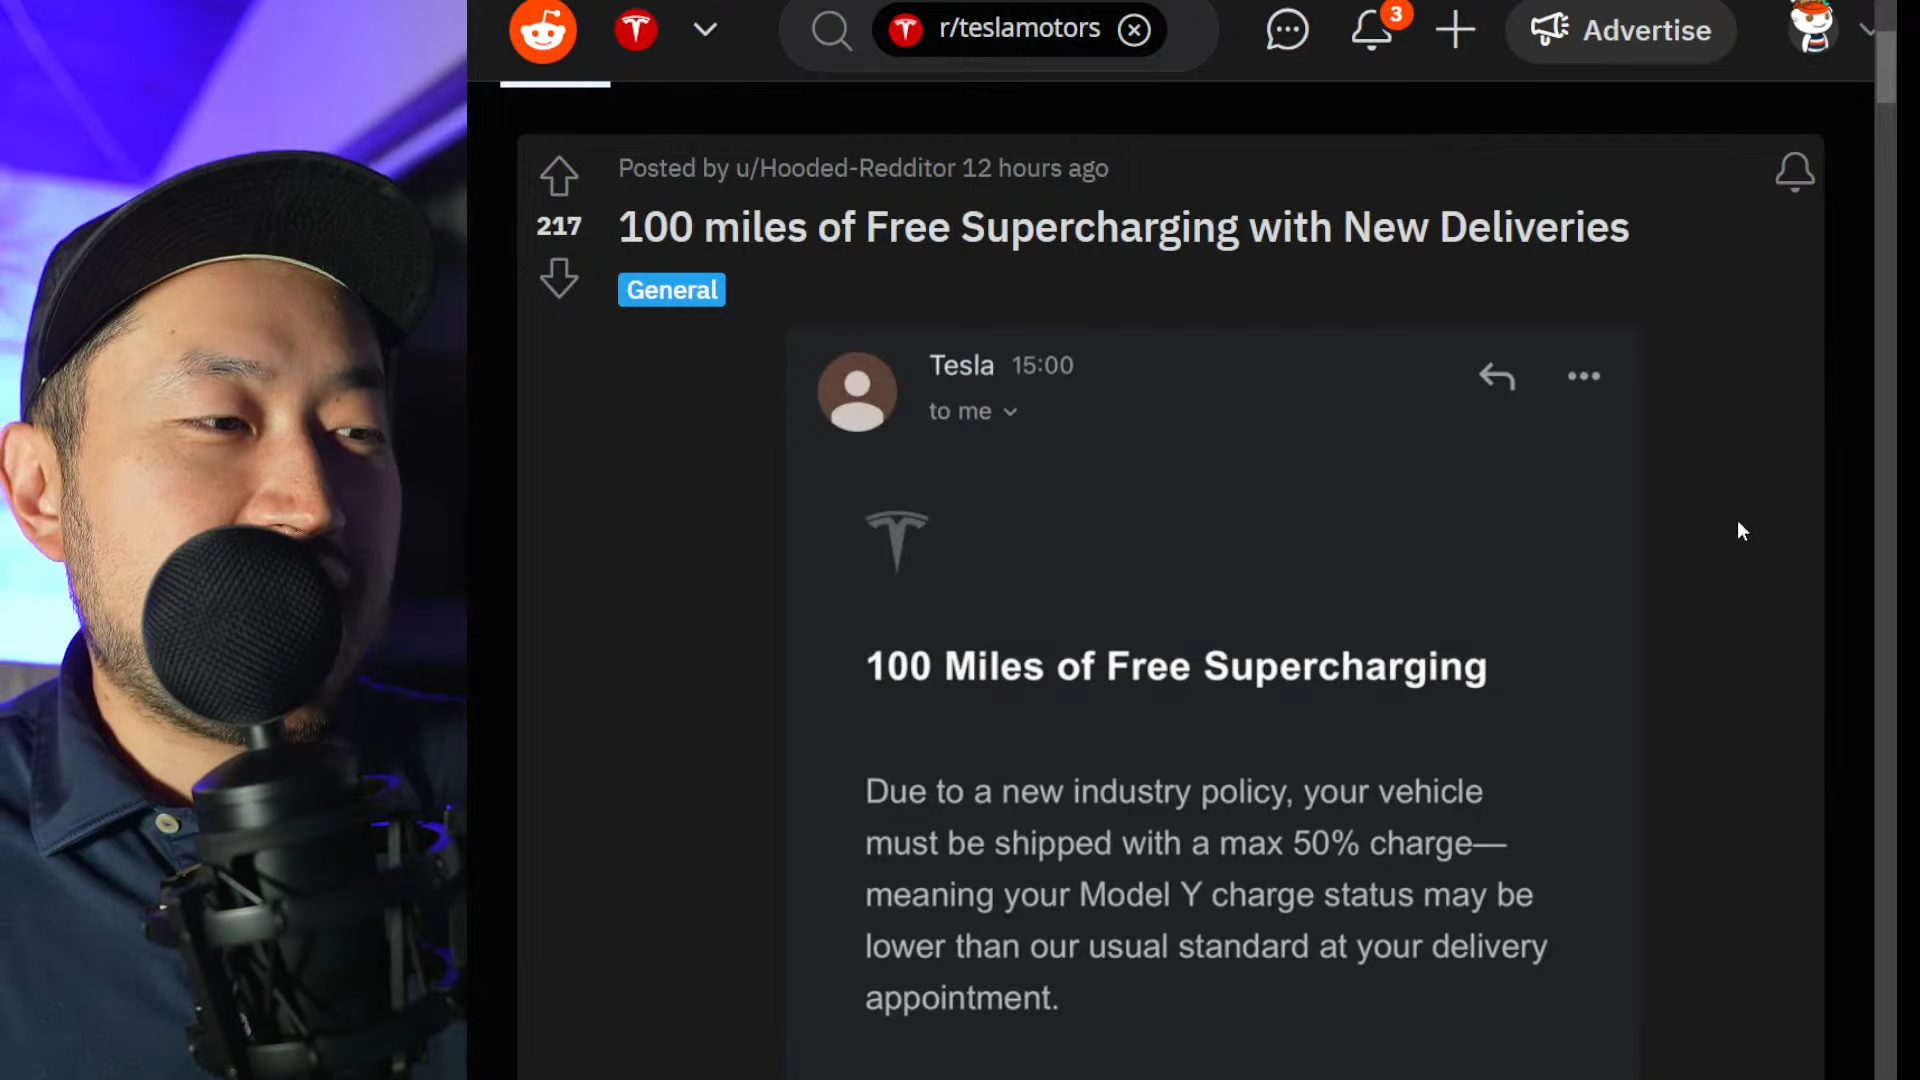 r/teslamotors
3
Advertise
Posted by u/Hooded-Redditor 12 hours ago
217
100 miles of Free Supercharging with New Deliveries
General
Tesla 15:00
to me
100 Miles of Free Supercharging
Due to a new industry policy, your vehicle
must be shipped with a max 50% charge—
meaning your Model Y charge status may be
lower than our usual standard at your delivery
appointment.